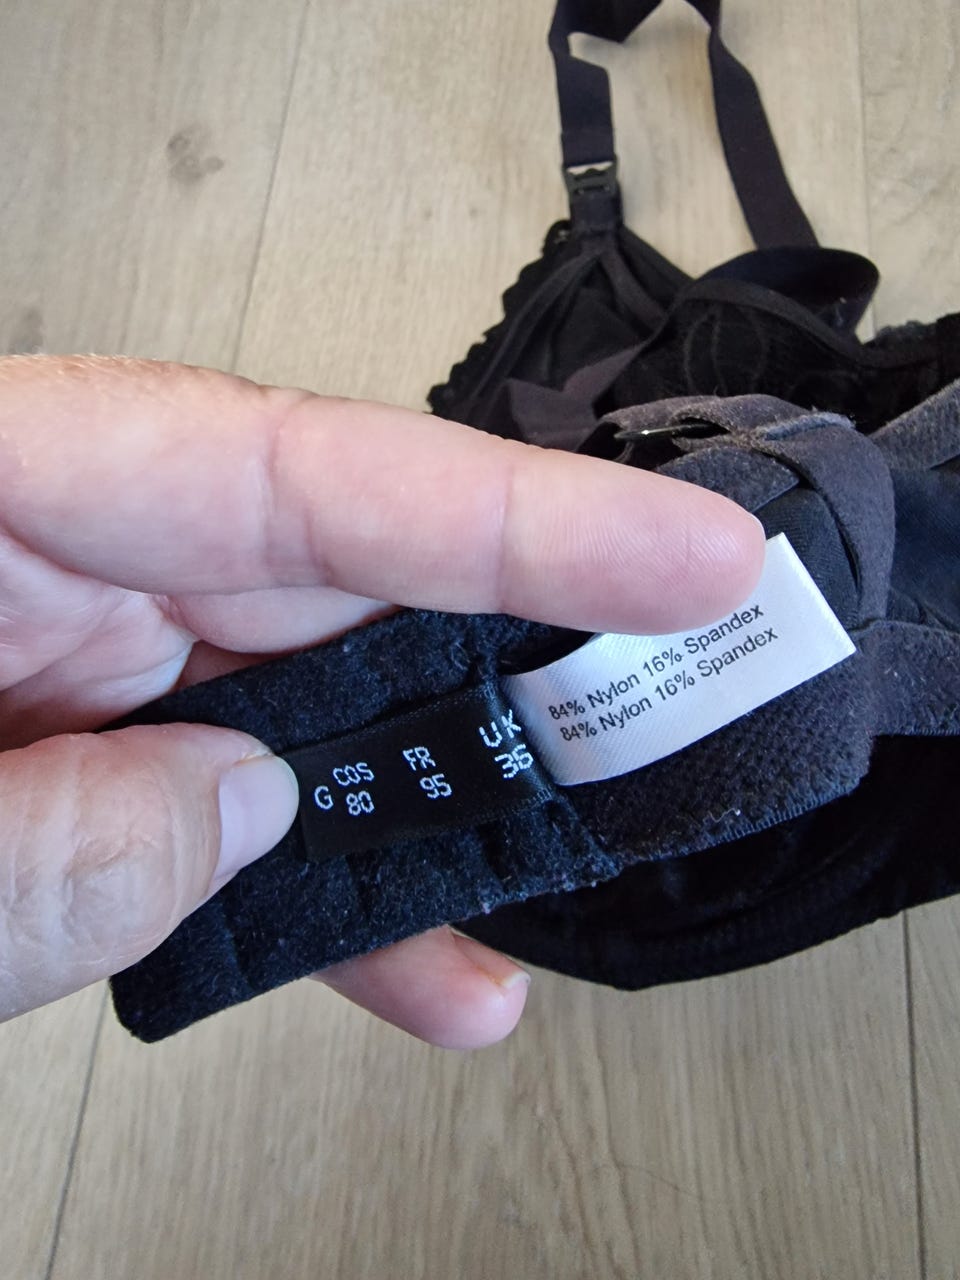 G
COS
80
FR
95
UK
36
84% Nylon 16% Spandex
84% Nylon 16% Spandex